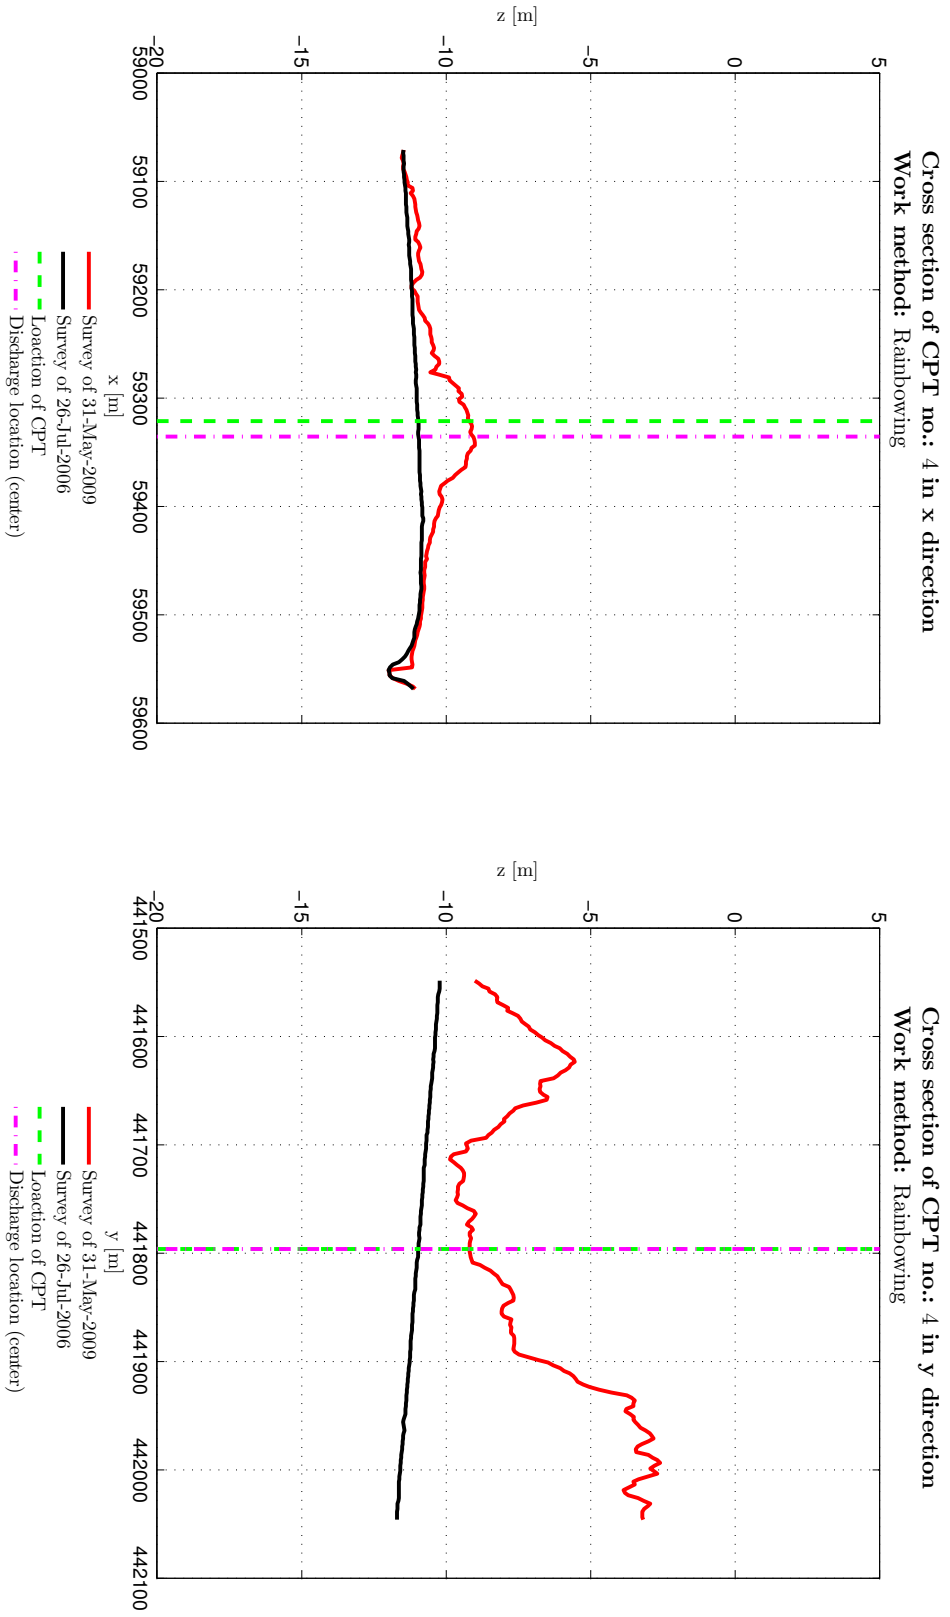 Cross section of CPT no.: 4 in x direction
Work method: Rainbowing
5
0
−5
−10
−15
−20
z [m]
59000
59100
59200
59300
59400
59500
59600
x [m]
Survey of 31-May-2009
Survey of 26-Jul-2006
Loaction of CPT
Discharge location (center)
Cross section of CPT no.: 4 in y direction
Work method: Rainbowing
5
0
−5
−10
−15
−20
z [m]
441500
441600
441700
441800
441900
442000
442100
y [m]
Survey of 31-May-2009
Survey of 26-Jul-2006
Loaction of CPT
Discharge location (center)